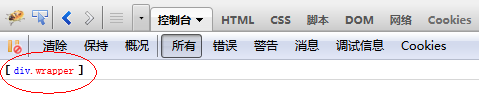 控制台 HTML CSS 脚本 DOM 网络 Cookies
清除 保持 概况 所有 错误 警告 消息 调试信息 Cookies
[ div.wrapper ]